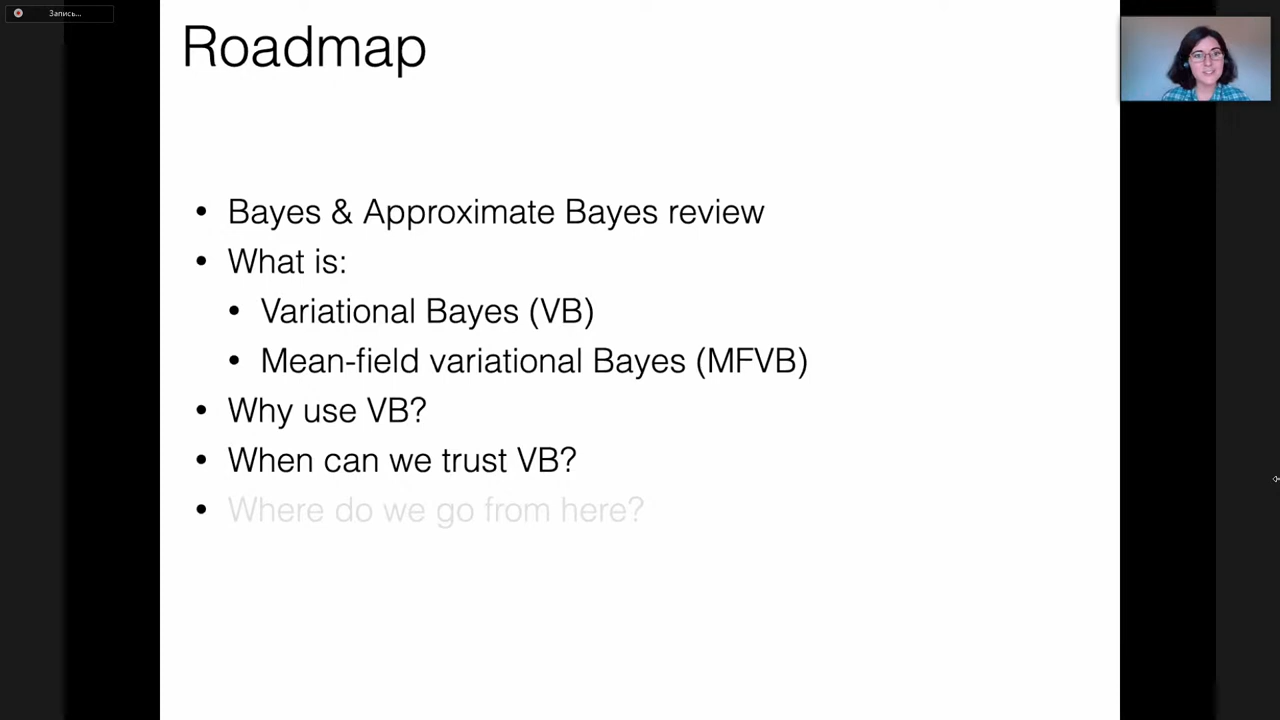 Запись...
Roadmap
• Bayes & Approximate Bayes review
• What is:
• Variational Bayes (VB)
• Mean-field variational Bayes (MFVB)
• Why use VB?
• When can we trust VB?
• Where do we go from here?